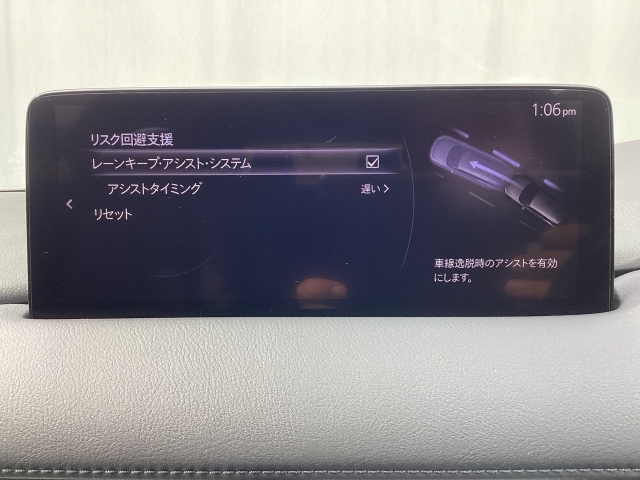 1:06pm
リスク回避支援
レーンキープ・アシスト・システム
アシストタイミング 遅い
リセット
車線逸脱時のアシストを有効
にします。